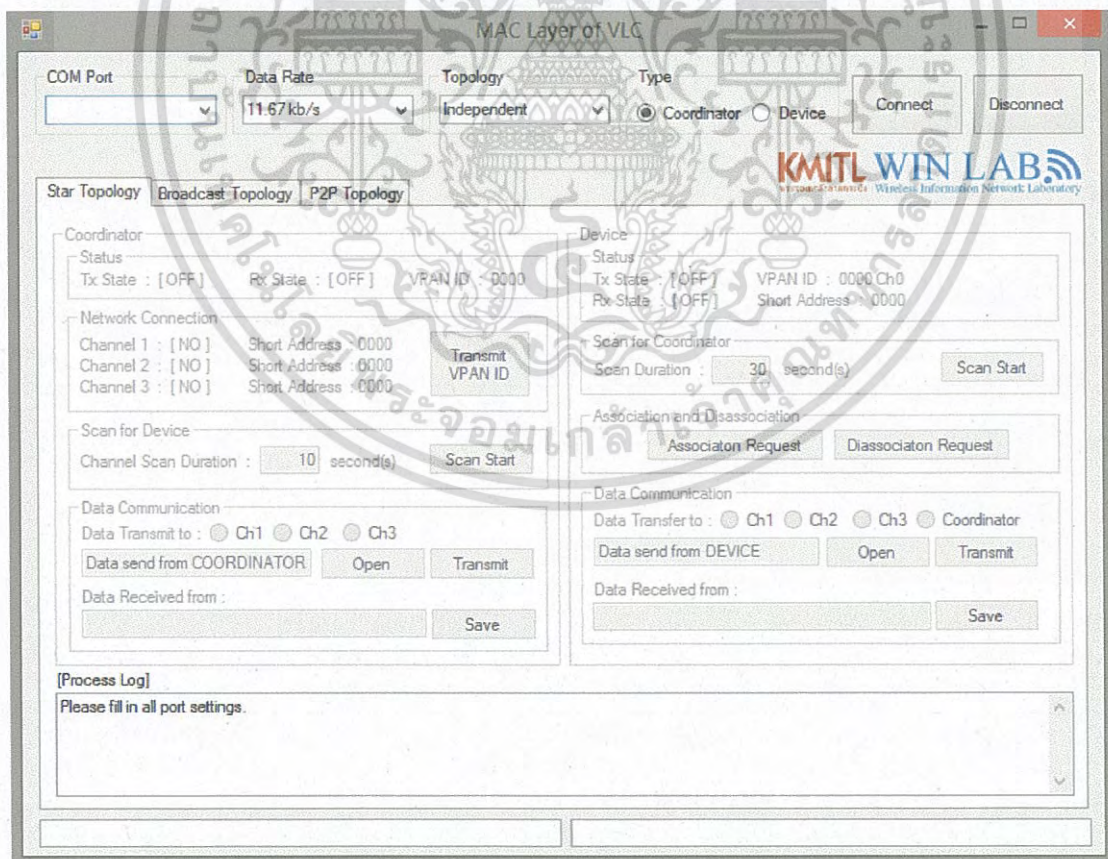 MAC Layer of VLC
COM Port
Data Rate
Topology
Type
11.67 kb/s
Independent
Coordinator
Device
Connect
Disconnect
KMITL WIN LAB
Wireless Information Network Laboratory
Star Topology
Broadcast Topology
P2P Topology
Coordinator
Status
Tx State : [OFF]
Rx State : [OFF]
VPAN ID : 0000
Network Connection
Channel 1 : [ NO ]
Short Address : 0000
Channel 2 : [ NO ]
Short Address : 0000
Channel 3 : [ NO ]
Short Address : 0000
Transmit
VPAN ID
Scan for Device
Channel Scan Duration :
10
second(s)
Scan Start
Data Communication
Data Transmit to :
Ch1
Ch2
Ch3
Data send from COORDINATOR
Open
Transmit
Data Received from :
Save
Device
Status
Tx State : [OFF]
VPAN ID : 0000 Ch0
Rx State : [OFF]
Short Address : 0000
Scan for Coordinator
Scan Duration :
30
second(s)
Scan Start
Association and Disassociation
Associaton Request
Diassociaton Request
Data Communication
Data Transfer to :
Ch1
Ch2
Ch3
Coordinator
Data send from DEVICE
Open
Transmit
Data Received from :
Save
[Process Log]
Please fill in all port settings.